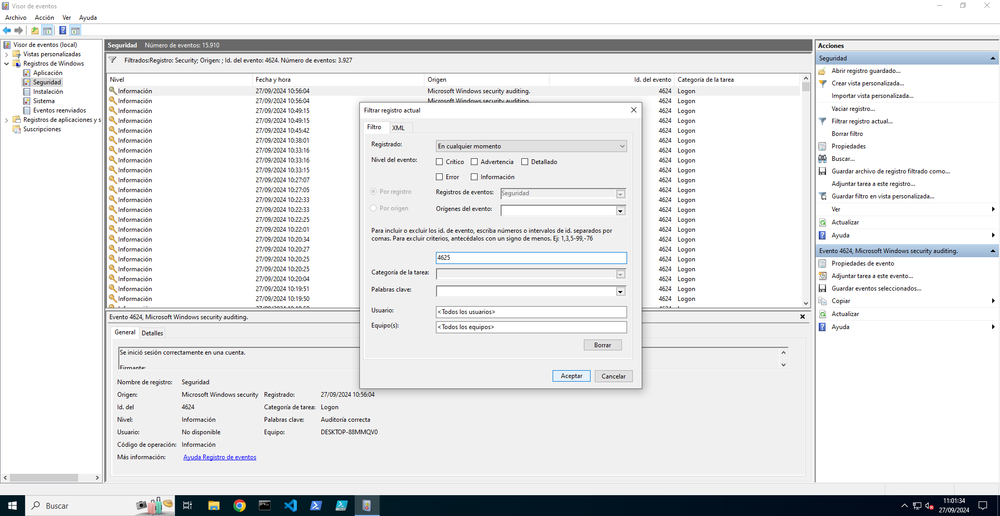 Visor de eventos
Archivo Acción Ver Ayuda
Visor de eventos (local)
Vistas personalizadas
Registros de Windows
Aplicación
Seguridad
Instalación
Sistema
Eventos reenviados
Registros de aplicaciones y s
Suscripciones
Seguridad Número de eventos: 15.910
Filtrados:Registro: Security; Origen: ; Id. del evento: 4624. Número de eventos: 3.927
Nivel Fecha y hora Origen Id. del evento Categoría de la tarea
Información 27/09/2024 10:56:04 Microsoft Windows security auditing. 4624 Logon
Información 27/09/2024 10:56:04 Microsoft Windows security auditing. 4624 Logon
Información 27/09/2024 10:49:15 4624 Logon
Información 27/09/2024 10:49:15 4624 Logon
Información 27/09/2024 10:45:42 4624 Logon
Información 27/09/2024 10:38:01 4624 Logon
Información 27/09/2024 10:33:16 4624 Logon
Información 27/09/2024 10:33:16 4624 Logon
Información 27/09/2024 10:33:15 4624 Logon
Información 27/09/2024 10:27:07 4624 Logon
Información 27/09/2024 10:27:05 4624 Logon
Información 27/09/2024 10:22:33 4624 Logon
Información 27/09/2024 10:22:33 4624 Logon
Información 27/09/2024 10:22:25 4624 Logon
Información 27/09/2024 10:22:01 4624 Logon
Información 27/09/2024 10:20:34 4624 Logon
Información 27/09/2024 10:20:27 4624 Logon
Información 27/09/2024 10:20:25 4624 Logon
Información 27/09/2024 10:20:25 4624 Logon
Información 27/09/2024 10:20:04 4624 Logon
Información 27/09/2024 10:19:51 4624 Logon
Información 27/09/2024 10:19:50 4624 Logon
Filtrar registro actual
Filtro XML
Registrado: En cualquier momento
Nivel del evento: Crítico Advertencia Detallado
Error Información
Por registro Registros de eventos: Seguridad
Por origen Orígenes del evento:
Para incluir o excluir los id. de evento, escriba números o intervalos de id. separados por
comas. Para excluir criterios, antecédalos con un signo de menos. Ej: 1,3,5-99,-76
4625
Categoría de la tarea:
Palabras clave:
Usuario: <Todos los usuarios>
Equipo(s): <Todos los equipos>
Borrar
Aceptar Cancelar
Evento 4624, Microsoft Windows security auditing.
General Detalles
Se inició sesión correctamente en una cuenta.
Firmante:
Nombre de registro: Seguridad
Origen: Microsoft Windows security Registrado: 27/09/2024 10:56:04
Id. del 4624 Categoría de tarea: Logon
Nivel: Información Palabras clave: Auditoría correcta
Usuario: No disponible Equipo: DESKTOP-88MMQV0
Código de operación: Información
Más información: Ayuda Registro de eventos
Acciones
Seguridad
Abrir registro guardado...
Crear vista personalizada...
Importar vista personalizada...
Vaciar registro...
Filtrar registro actual...
Borrar filtro
Propiedades
Buscar...
Guardar archivo de registro filtrado como...
Adjuntar tarea a este registro...
Guardar filtro en vista personalizada...
Ver
Actualizar
Ayuda
Evento 4624, Microsoft Windows security auditing.
Propiedades de evento
Adjuntar tarea a este evento...
Guardar eventos seleccionados...
Copiar
Actualizar
Ayuda
Buscar
11:01:34
27/09/2024